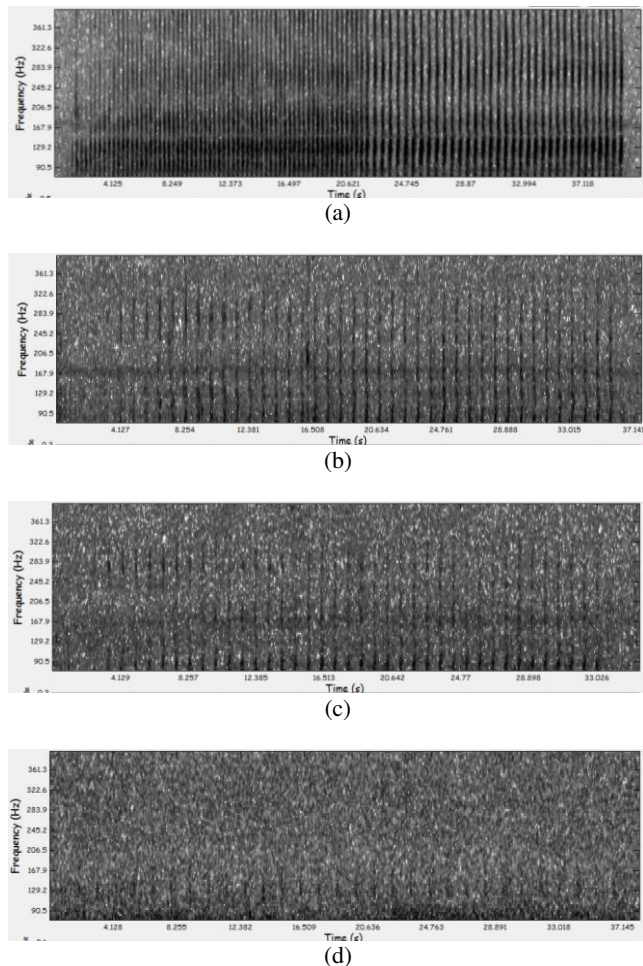 Frequency (Hz)
361.3
322.6
283.9
245.2
206.5
167.9
129.2
90.5
4.125 8.249 12.373 16.497 20.621 24.745 28.87 32.994 37.118
Time (s)
(a)
Frequency (Hz)
361.3
322.6
283.9
245.2
206.5
167.9
129.2
90.5
4.127 8.254 12.381 16.508 20.634 24.761 28.888 33.015 37.141
Time (s)
(b)
Frequency (Hz)
361.3
322.6
283.9
245.2
206.5
167.9
129.2
90.5
4.129 8.257 12.385 16.513 20.642 24.77 28.898 33.026
Time (s)
(c)
Frequency (Hz)
361.3
322.6
283.9
245.2
206.5
167.9
129.2
90.5
4.128 8.255 12.382 16.509 20.636 24.763 28.891 33.018 37.145
Time (s)
(d)